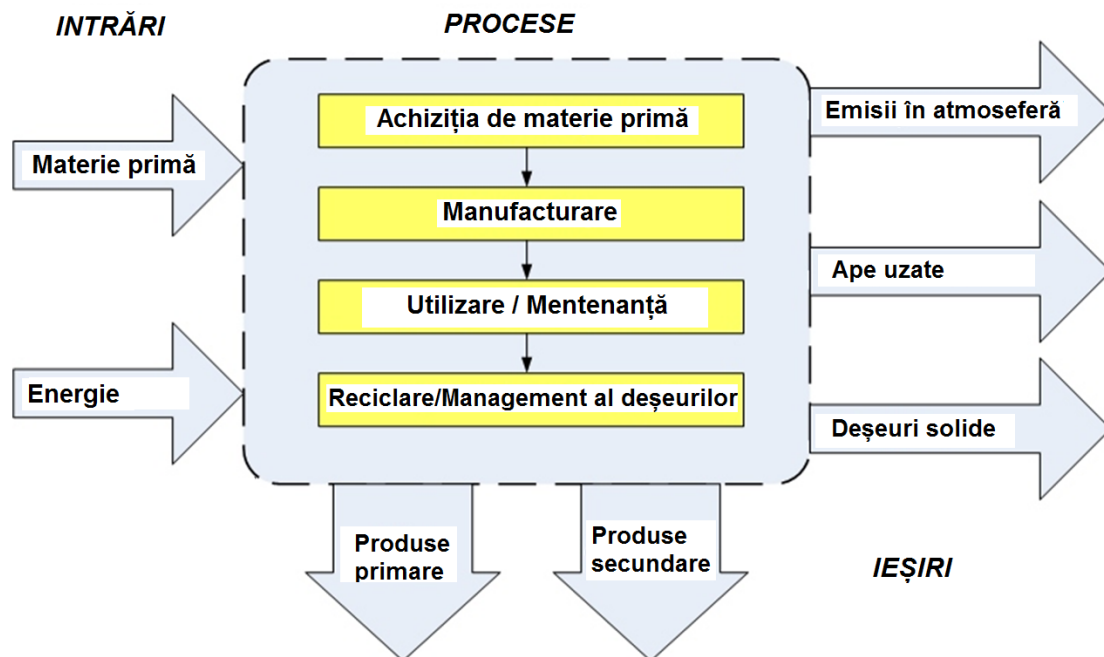 INTRĂRI
PROCESE
Materie primă
Energie
Achiziția de materie primă
Manufacturare
Utilizare / Mentenanță
Reciclare/Management al deșeurilor
Emisii în atmoseferă
Ape uzate
Deșeuri solide
Produse
primare
Produse
secundare
IEȘIRI